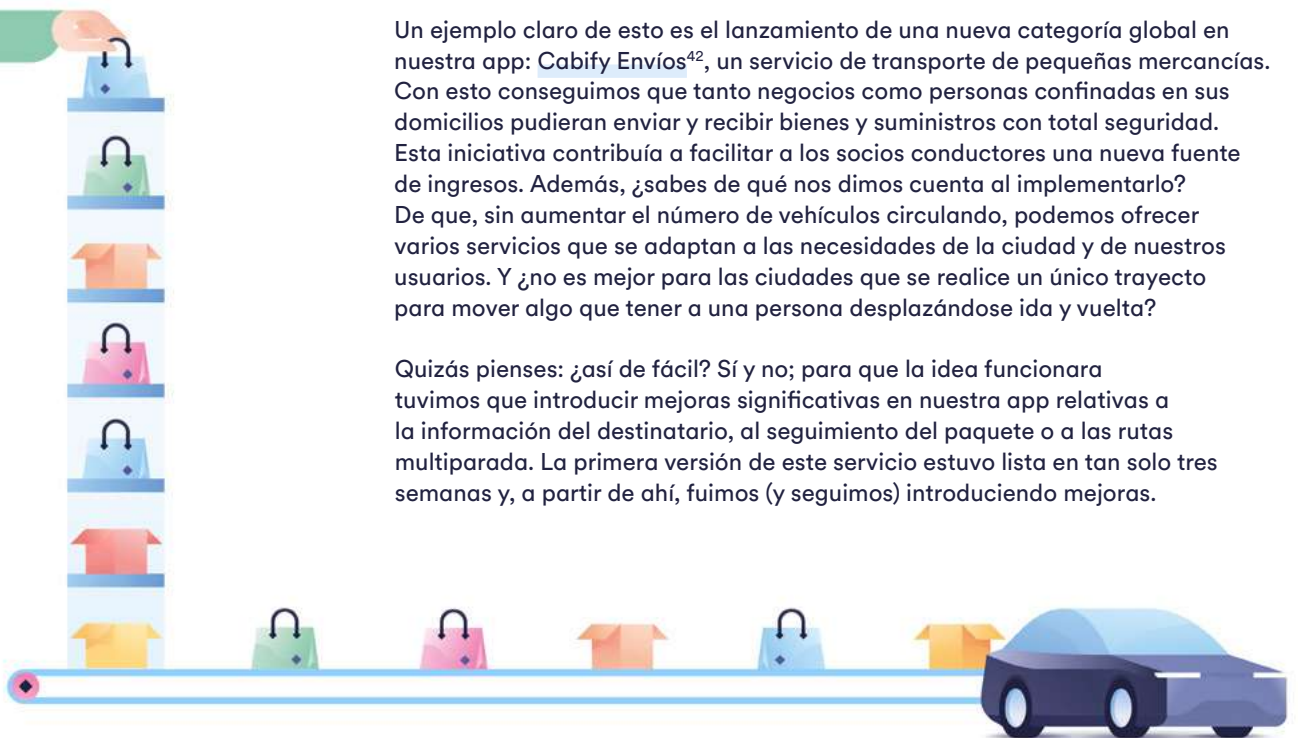 Un ejemplo claro de esto es el lanzamiento de una nueva categoría global en
nuestra app: Cabify Envíos42, un servicio de transporte de pequeñas mercancías.
Con esto conseguimos que tanto negocios como personas confinadas en sus
domicilios pudieran enviar y recibir bienes y suministros con total seguridad.
Esta iniciativa contribuía a facilitar a los socios conductores una nueva fuente
de ingresos. Además, ¿sabes de qué nos dimos cuenta al implementarlo?
De que, sin aumentar el número de vehículos circulando, podemos ofrecer
varios servicios que se adaptan a las necesidades de la ciudad y de nuestros
usuarios. Y ¿no es mejor para las ciudades que se realice un único trayecto
para mover algo que tener a una persona desplazándose ida y vuelta?
Quizás pienses: ¿así de fácil? Sí y no; para que la idea funcionara
tuvimos que introducir mejoras significativas en nuestra app relativas a
la información del destinatario, al seguimiento del paquete o a las rutas
multiparada. La primera versión de este servicio estuvo lista en tan solo tres
semanas y, a partir de ahí, fuimos (y seguimos) introduciendo mejoras.